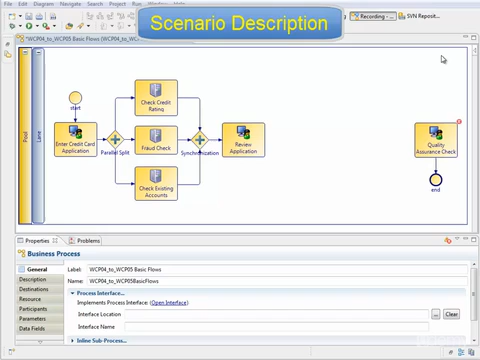 File Edit Diagram Navigate Search
Scenario Description
Recording -...
SVN Reposit...
*WCP04_to_WCP05 Basic Flows
Pool
Lane
start
Enter Credit Card
Application
Parallel Split
Check Credit
Rating
Fraud Check
Check Existing
Accounts
Synchronization
Review
Application
Quality
Assurance Check
end
Properties
Problems
Business Process
General
Description
Destinations
Resource
Participants
Parameters
Data Fields
Label: WCP04_to_WCP05 Basic Flows
Name: WCP04_to_WCP05BasicFlows
Process Interface...
Implements Process Interface: (Open Interface)
Interface Location
... Clear
Interface Name
Inline Sub-Process...